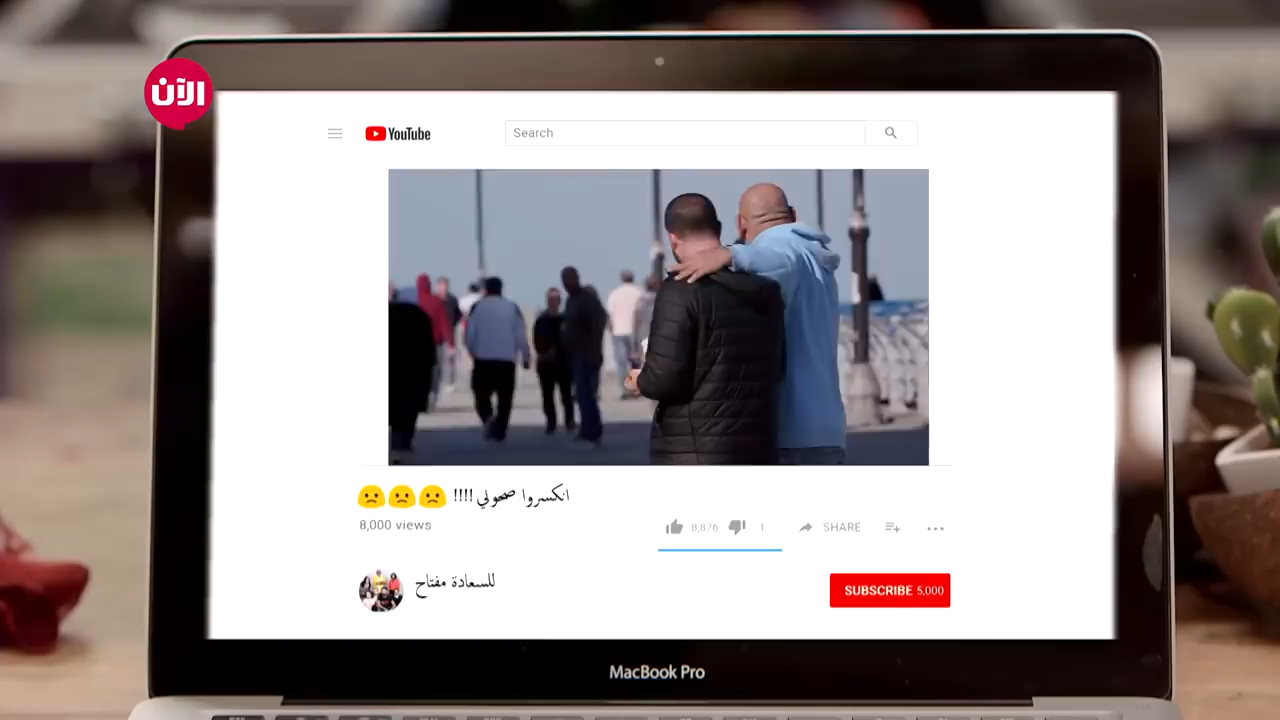 الآن
YouTube
Search
انكسروا صحوني !!!! 😟😟😟
8,000 views
8,876 1 SHARE
للسعادة مفتاح
SUBSCRIBE 5,000
MacBook Pro